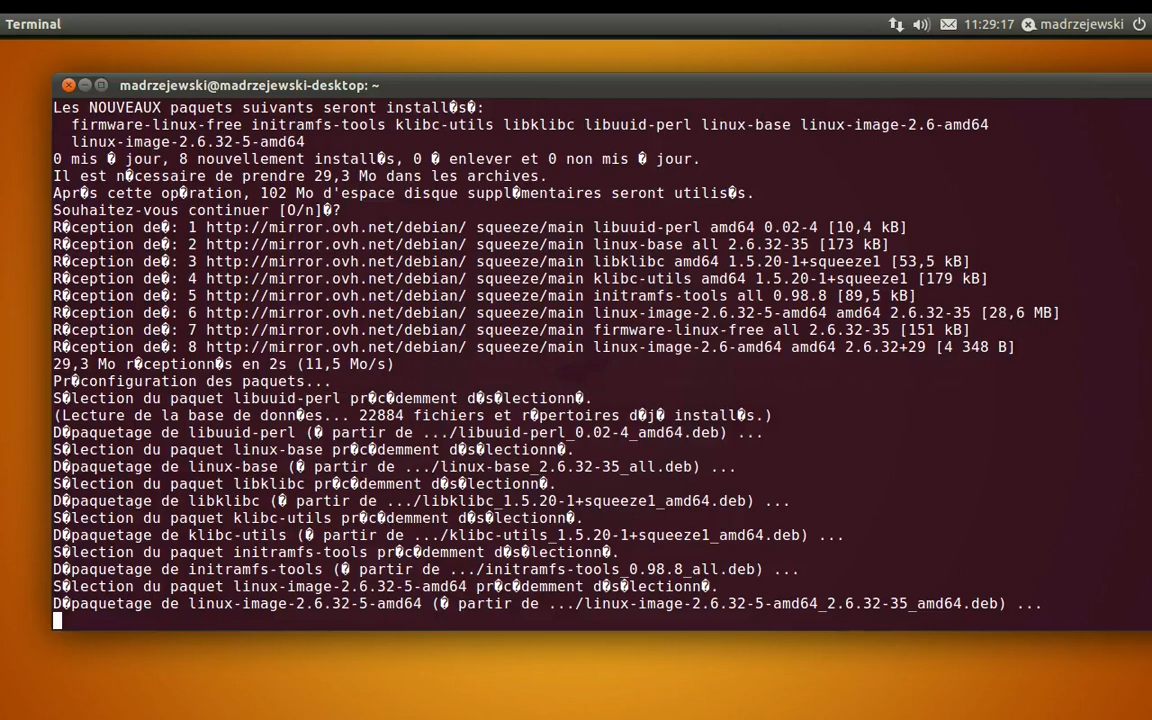 Terminal
11:29:17 madrzejewski
madrzejewski@madrzejewski-desktop: ~
Les NOUVEAUX paquets suivants seront install�s�:
  firmware-linux-free initramfs-tools klibc-utils libklibc libuuid-perl linux-base linux-image-2.6-amd64
  linux-image-2.6.32-5-amd64
0 mis � jour, 8 nouvellement install�s, 0 � enlever et 0 non mis � jour.
Il est n�cessaire de prendre 29,3 Mo dans les archives.
Apr�s cette op�ration, 102 Mo d'espace disque suppl�mentaires seront utilis�s.
Souhaitez-vous continuer [O/n]�?
R�ception de�: 1 http://mirror.ovh.net/debian/ squeeze/main libuuid-perl amd64 0.02-4 [10,4 kB]
R�ception de�: 2 http://mirror.ovh.net/debian/ squeeze/main linux-base all 2.6.32-35 [173 kB]
R�ception de�: 3 http://mirror.ovh.net/debian/ squeeze/main libklibc amd64 1.5.20-1+squeeze1 [53,5 kB]
R�ception de�: 4 http://mirror.ovh.net/debian/ squeeze/main klibc-utils amd64 1.5.20-1+squeeze1 [179 kB]
R�ception de�: 5 http://mirror.ovh.net/debian/ squeeze/main initramfs-tools all 0.98.8 [89,5 kB]
R�ception de�: 6 http://mirror.ovh.net/debian/ squeeze/main linux-image-2.6.32-5-amd64 amd64 2.6.32-35 [28,6 MB]
R�ception de�: 7 http://mirror.ovh.net/debian/ squeeze/main firmware-linux-free all 2.6.32-35 [151 kB]
R�ception de�: 8 http://mirror.ovh.net/debian/ squeeze/main linux-image-2.6-amd64 amd64 2.6.32+29 [4 348 B]
29,3 Mo r�ceptionn�s en 2s (11,5 Mo/s)
Pr�configuration des paquets...
S�lection du paquet libuuid-perl pr�c�demment d�s�lectionn�.
(Lecture de la base de donn�es... 22884 fichiers et r�pertoires d�j� install�s.)
D�paquetage de libuuid-perl (� partir de .../libuuid-perl_0.02-4_amd64.deb) ...
S�lection du paquet linux-base pr�c�demment d�s�lectionn�.
D�paquetage de linux-base (� partir de .../linux-base_2.6.32-35_all.deb) ...
S�lection du paquet libklibc pr�c�demment d�s�lectionn�.
D�paquetage de libklibc (� partir de .../libklibc_1.5.20-1+squeeze1_amd64.deb) ...
S�lection du paquet klibc-utils pr�c�demment d�s�lectionn�.
D�paquetage de klibc-utils (� partir de .../klibc-utils_1.5.20-1+squeeze1_amd64.deb) ...
S�lection du paquet initramfs-tools pr�c�demment d�s�lectionn�.
D�paquetage de initramfs-tools (� partir de .../initramfs-tools_0.98.8_all.deb) ...
S�lection du paquet linux-image-2.6.32-5-amd64 pr�c�demment d�s�lectionn�.
D�paquetage de linux-image-2.6.32-5-amd64 (� partir de .../linux-image-2.6.32-5-amd64_2.6.32-35_amd64.deb) ...